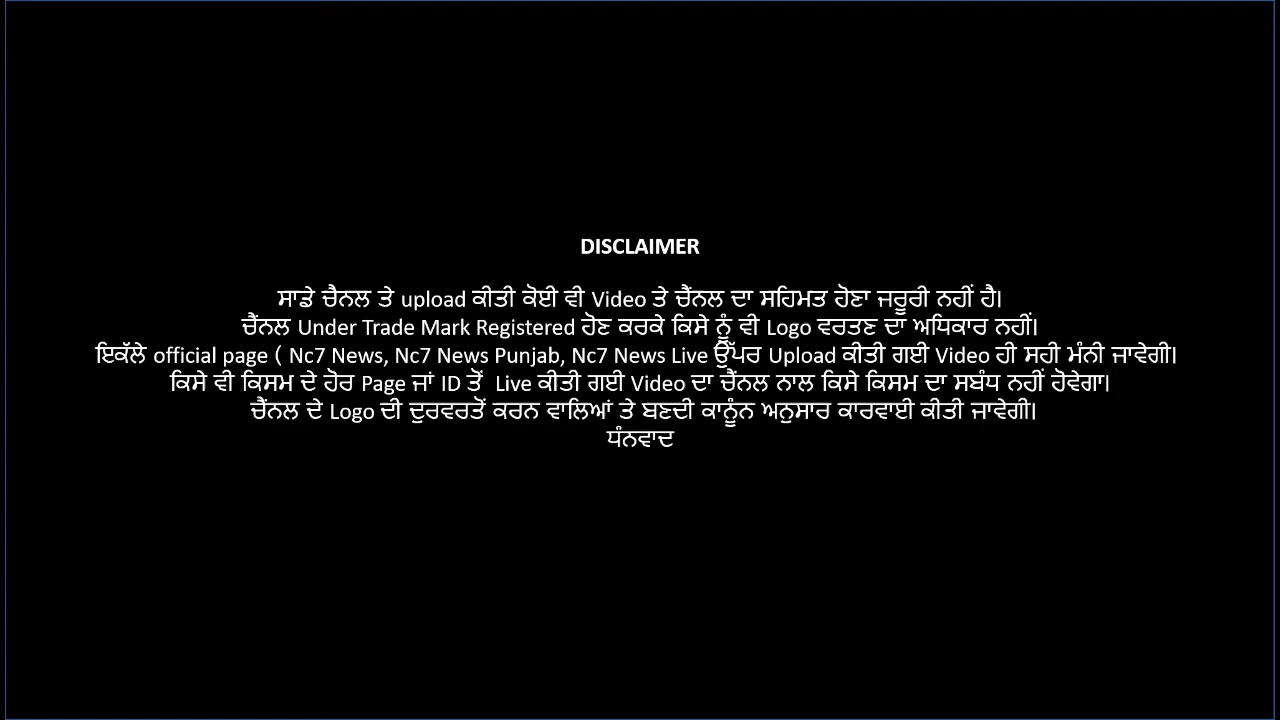 DISCLAIMER
ਸਾਡੇ ਚੈਨਲ ਤੇ upload ਕੀਤੀ ਕੋਈ ਵੀ Video ਤੇ ਚੈਂਨਲ ਦਾ ਸਹਿਮਤ ਹੋਣਾ ਜਰੂਰੀ ਨਹੀਂ ਹੈ।
ਚੈਂਨਲ Under Trade Mark Registered ਹੋਣ ਕਰਕੇ ਕਿਸੇ ਨੂੰ ਵੀ Logo ਵਰਤਣ ਦਾ ਅਧਿਕਾਰ ਨਹੀਂ।
ਇਕੱਲੇ official page ( Nc7 News, Nc7 News Punjab, Nc7 News Live ਉੱਪਰ Upload ਕੀਤੀ ਗਈ Video ਹੀ ਸਹੀ ਮੰਨੀ ਜਾਵੇਗੀ।
ਕਿਸੇ ਵੀ ਕਿਸਮ ਦੇ ਹੋਰ Page ਜਾਂ ID ਤੋਂ Live ਕੀਤੀ ਗਈ Video ਦਾ ਚੈਂਨਲ ਨਾਲ ਕਿਸੇ ਕਿਸਮ ਦਾ ਸਬੰਧ ਨਹੀਂ ਹੋਵੇਗਾ।
ਚੈਂਨਲ ਦੇ Logo ਦੀ ਦੁਰਵਰਤੋਂ ਕਰਨ ਵਾਲਿਆਂ ਤੇ ਬਣਦੀ ਕਾਨੂੰਨ ਅਨੁਸਾਰ ਕਾਰਵਾਈ ਕੀਤੀ ਜਾਵੇਗੀ।
ਧੰਨਵਾਦ